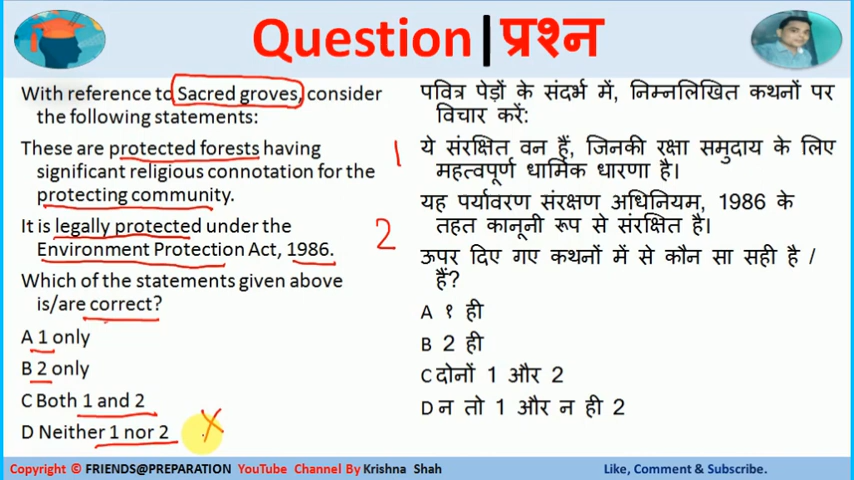 Question|प्रश्न
With reference to Sacred groves, consider
the following statements:
These are protected forests having
significant religious connotation for the
protecting community.
It is legally protected under the
Environment Protection Act, 1986.
Which of the statements given above
is/are correct?
A 1 only
B 2 only
C Both 1 and 2
D Neither 1 nor 2
पवित्र पेड़ों के संदर्भ में, निम्नलिखित कथनों पर
विचार करें:
1 ये संरक्षित वन हैं, जिनकी रक्षा समुदाय के लिए
महत्वपूर्ण धार्मिक धारणा है।
यह पर्यावरण संरक्षण अधिनियम, 1986 के
2 तहत कानूनी रूप से संरक्षित है।
ऊपर दिए गए कथनों में से कौन सा सही है /
हैं?
A १ ही
B 2 ही
C दोनों 1 और 2
D न तो 1 और न ही 2
Copyright © FRIENDS@PREPARATION YouTube Channel By Krishna Shah
Like, Comment & Subscribe.